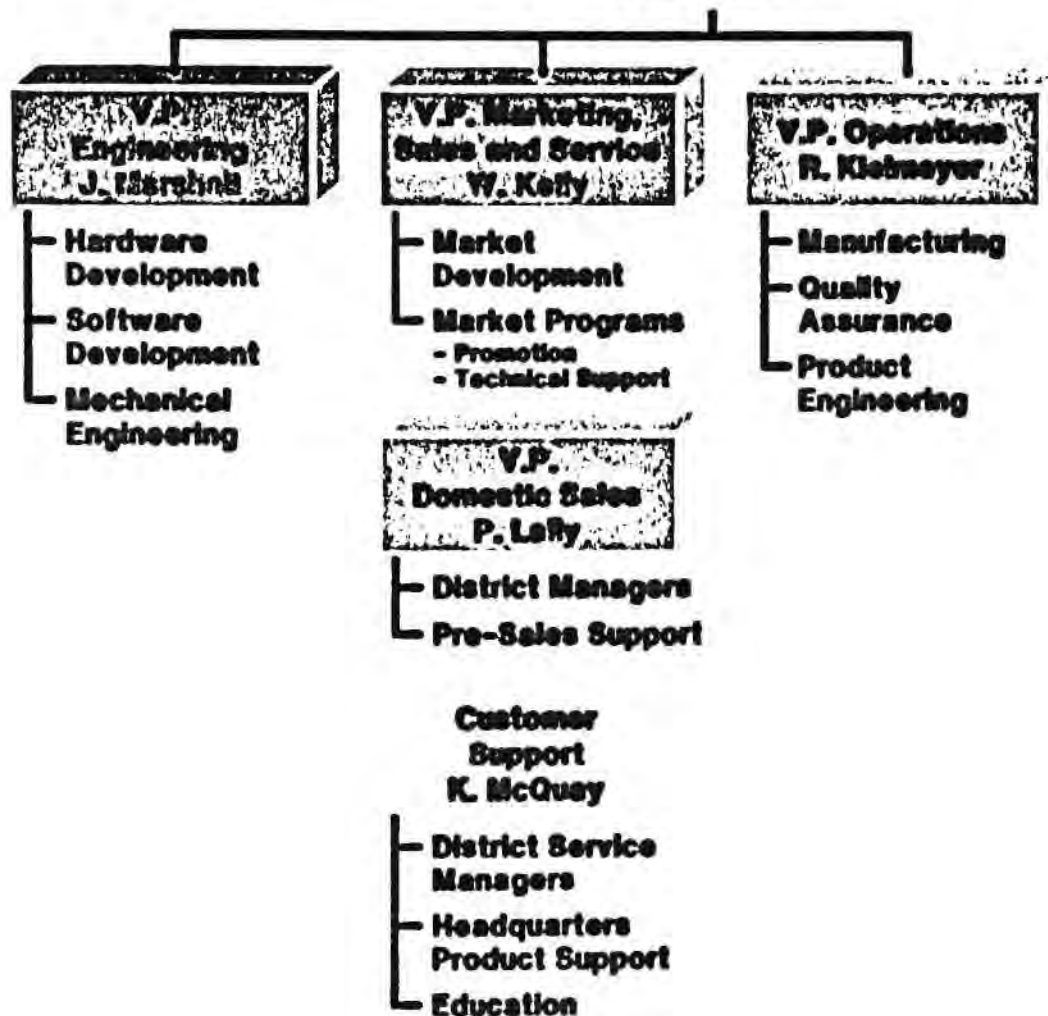 V.P.
Engineering
J. Marshall
- Hardware
Development
- Software
Development
- Mechanical
Engineering
V.P. Marketing,
Sales and Service
W. Kelly
- Market
Development
- Market Programs
- Promotion
- Technical Support
V.P.
Domestic Sales
P. Lally
- District Managers
- Pre-Sales Support
Customer
Support
K. McQuay
- District Service
Managers
- Headquarters
Product Support
- Education
V.P. Operations
R.
- Manufacturing
- Quality
Assurance
- Product
Engineering